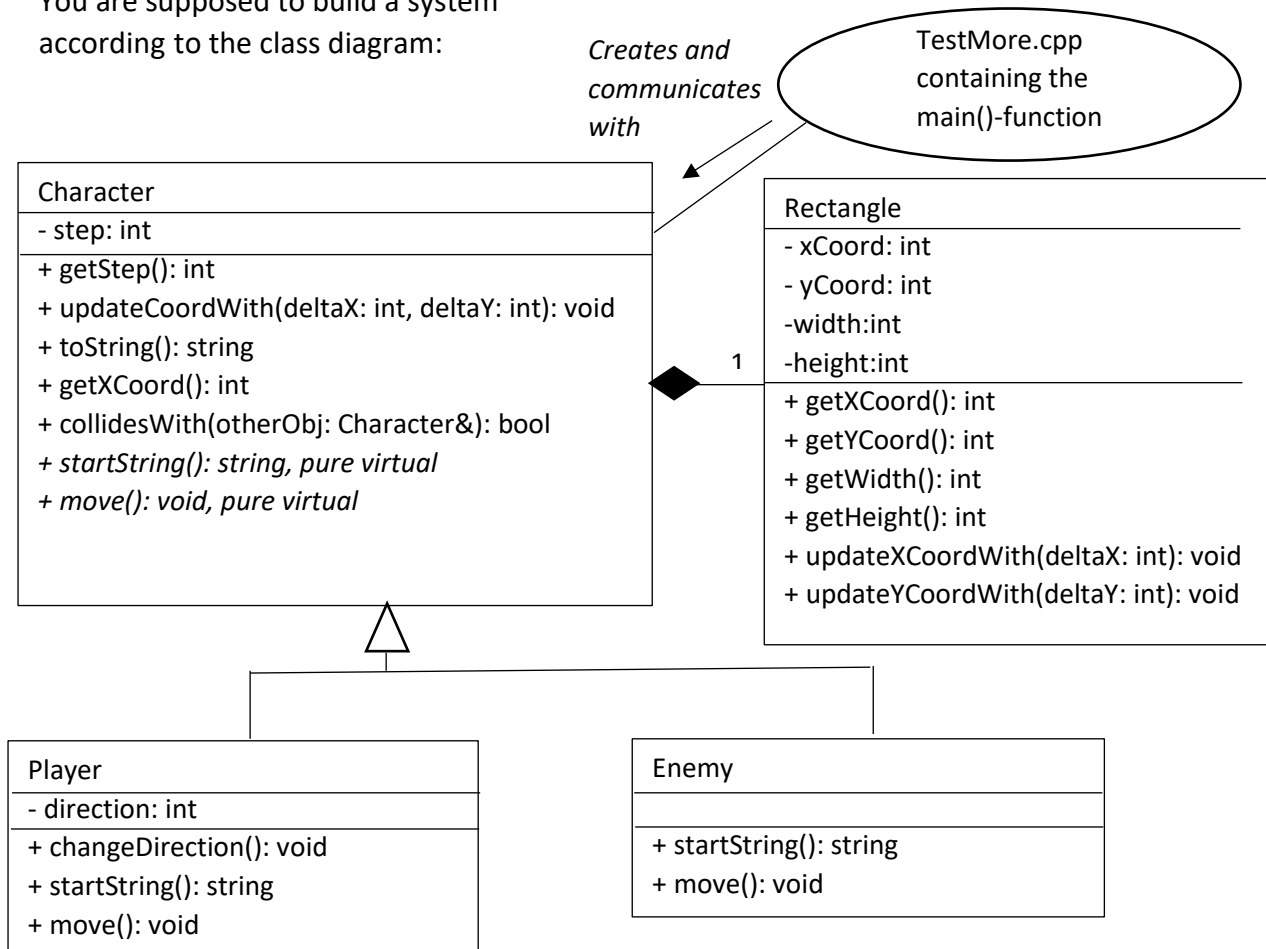 You are supposed to build a system
according to the class diagram:
Creates and
communicates
with
TestMore.cpp
containing the
main()-function
Character
- step: int
+ getStep(): int
+ updateCoordWith(deltaX: int, deltaY: int): void
+ toString(): string
+ getXCoord(): int
+ collidesWith(otherObj: Character&): bool
+ startString(): string, pure virtual
+ move(): void, pure virtual
1
Rectangle
- xCoord: int
- yCoord: int
-width:int
-height:int
+ getXCoord(): int
+ getYCoord(): int
+ getWidth(): int
+ getHeight(): int
+ updateXCoordWith(deltaX: int): void
+ updateYCoordWith(deltaY: int): void
Player
- direction: int
+ changeDirection(): void
+ startString(): string
+ move(): void
Enemy
+ startString(): string
+ move(): void